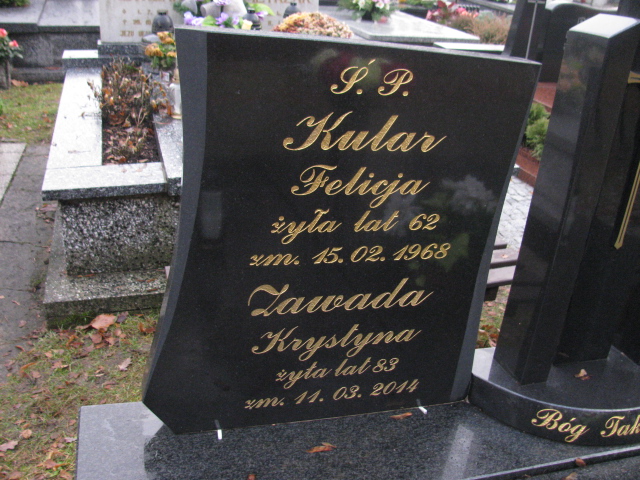 Ś. P.
Kular
Felicja
żyła lat 62
zm. 15. 02. 1968
Zawada
Krystyna
żyła lat 83
zm. 11. 03. 2014
Bóg Tak